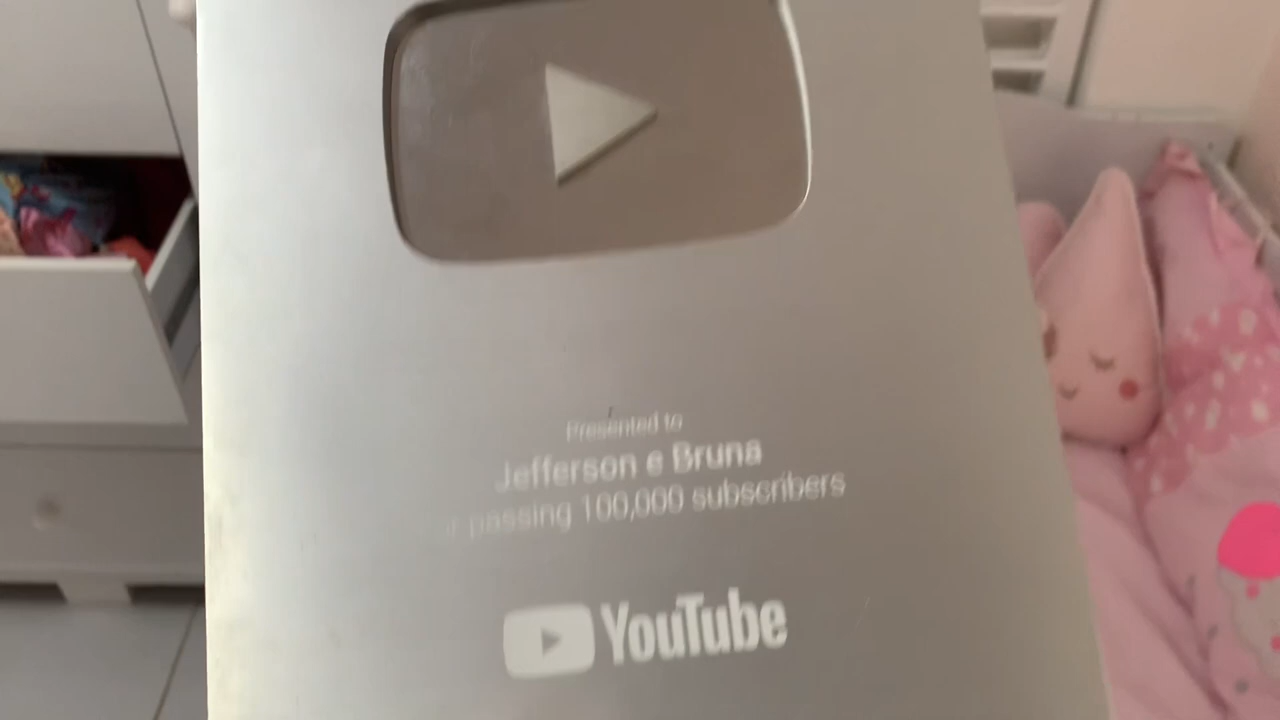 Presented to
Jefferson e Bruna
passing 100,000 subscribers
YouTube